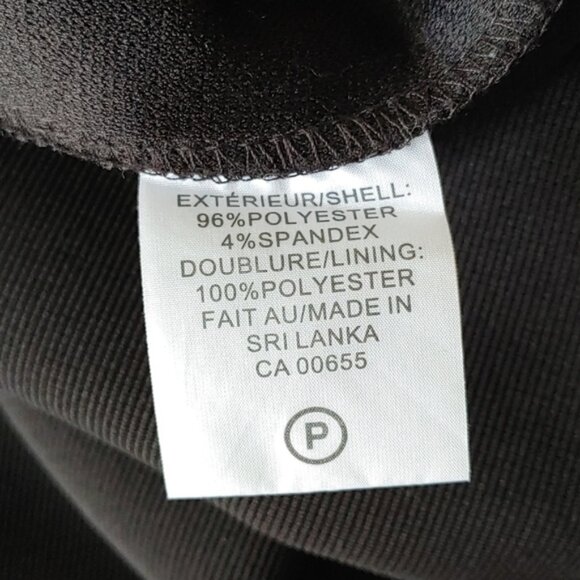 EXTÉRIEUR/SHELL:
96%POLYESTER
4%SPANDEX
DOUBLURE/LINING:
100%POLYESTER
FAIT AU/MADE IN
SRI LANKA
CA 00655
P